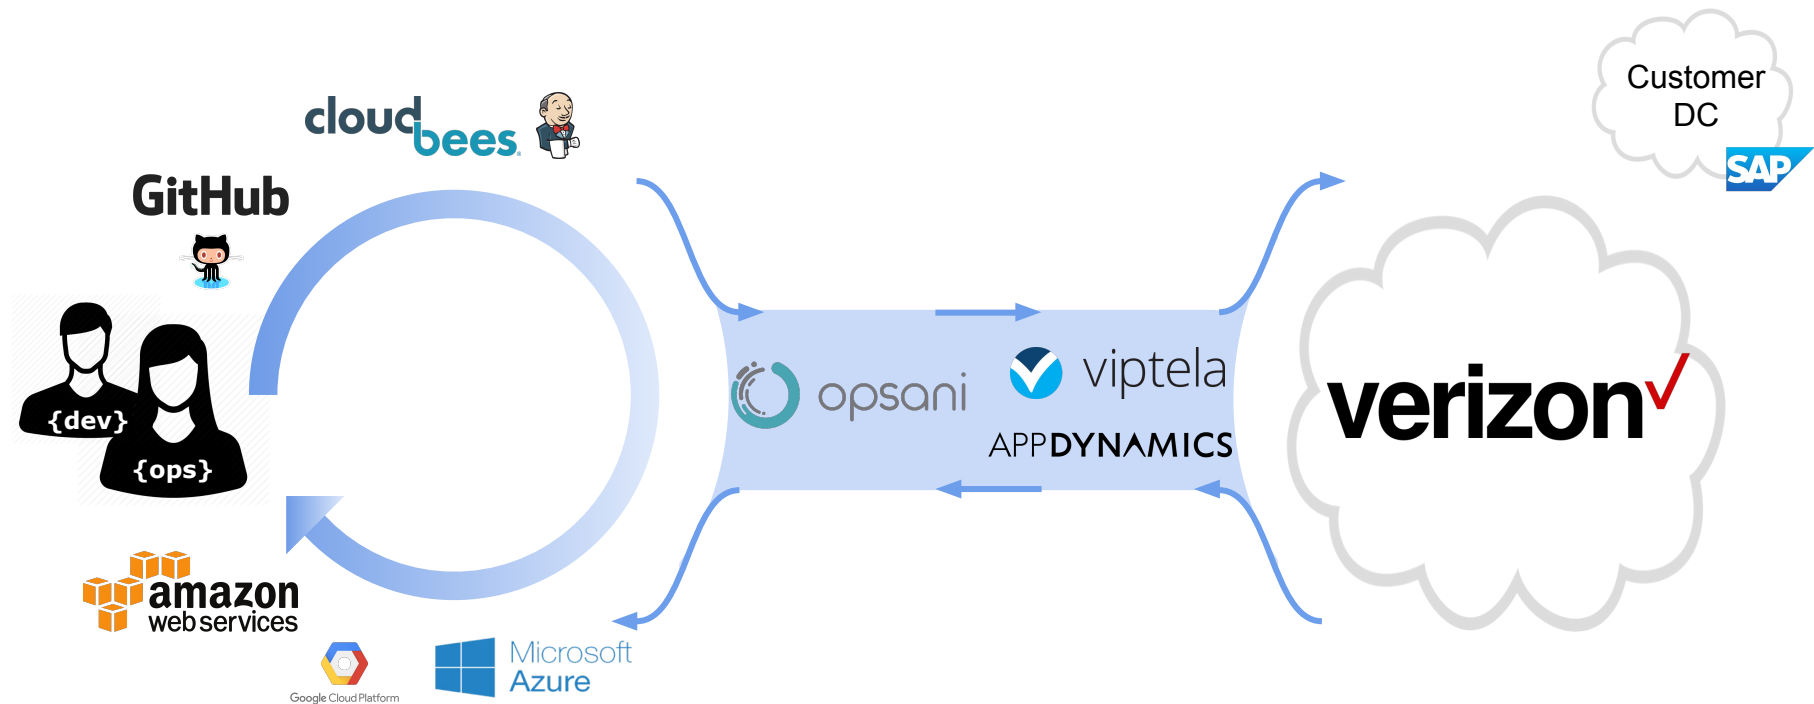 Customer
DC
SAP
cloudbees
GitHub
{dev}
{ops}
opsani
viptela
APPDYNAMICS
verizon
amazon
web services
Google Cloud Platform
Microsoft
Azure